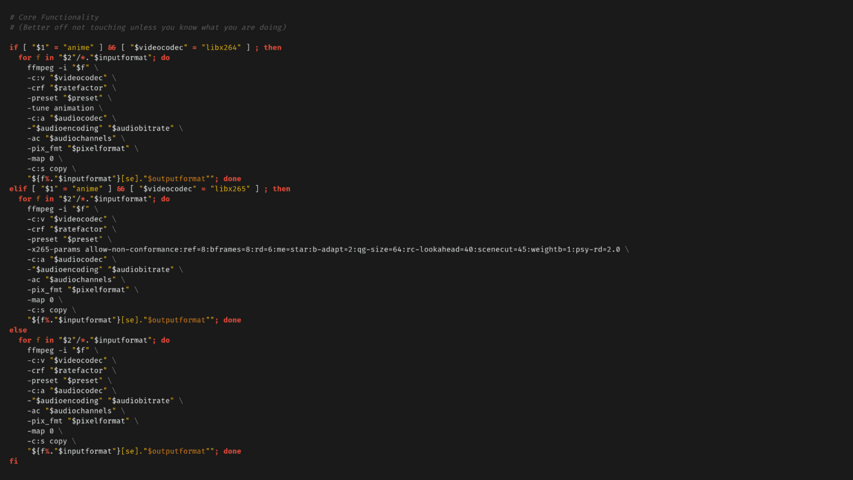 # Core Functionality
# (Better off not touching unless you know what you are doing)
if [ "$1" = "anime" ] && [ "$videocodec" = "libx264" ] ; then
for f in "$2"/*."$inputformat"; do
ffmpeg -i "$f" \
-c:v "$videocodec" \
-crf "$ratefactor" \
-preset "$preset" \
-tune animation \
-c:a "$audiocodec" \
-"$audioencoding" "$audiobitrate" \
-ac "$audiochannels" \
-pix_fmt "$pixelformat" \
-map 0 \
-c:s copy \
"${f%."$inputformat"}[se]."$outputformat""; done
elif [ "$1" = "anime" ] && [ "$videocodec" = "libx265" ] ; then
for f in "$2"/*."$inputformat"; do
ffmpeg -i "$f" \
-c:v "$videocodec" \
-crf "$ratefactor" \
-preset "$preset" \
-x265-params allow-non-conformance:ref=8:bframes=8:rd=6:me=star:b-adapt=2:qg-size=64:rc-lookahead=40:scenecut=45:weightb=1:psy-rd=2.0 \
-c:a "$audiocodec" \
-"$audioencoding" "$audiobitrate" \
-ac "$audiochannels" \
-pix_fmt "$pixelformat" \
-map 0 \
-c:s copy \
"${f%."$inputformat"}[se]."$outputformat""; done
else
for f in "$2"/*."$inputformat"; do
ffmpeg -i "$f" \
-c:v "$videocodec" \
-crf "$ratefactor" \
-preset "$preset" \
-c:a "$audiocodec" \
-"$audioencoding" "$audiobitrate" \
-ac "$audiochannels" \
-pix_fmt "$pixelformat" \
-map 0 \
-c:s copy \
"${f%."$inputformat"}[se]."$outputformat""; done
fi